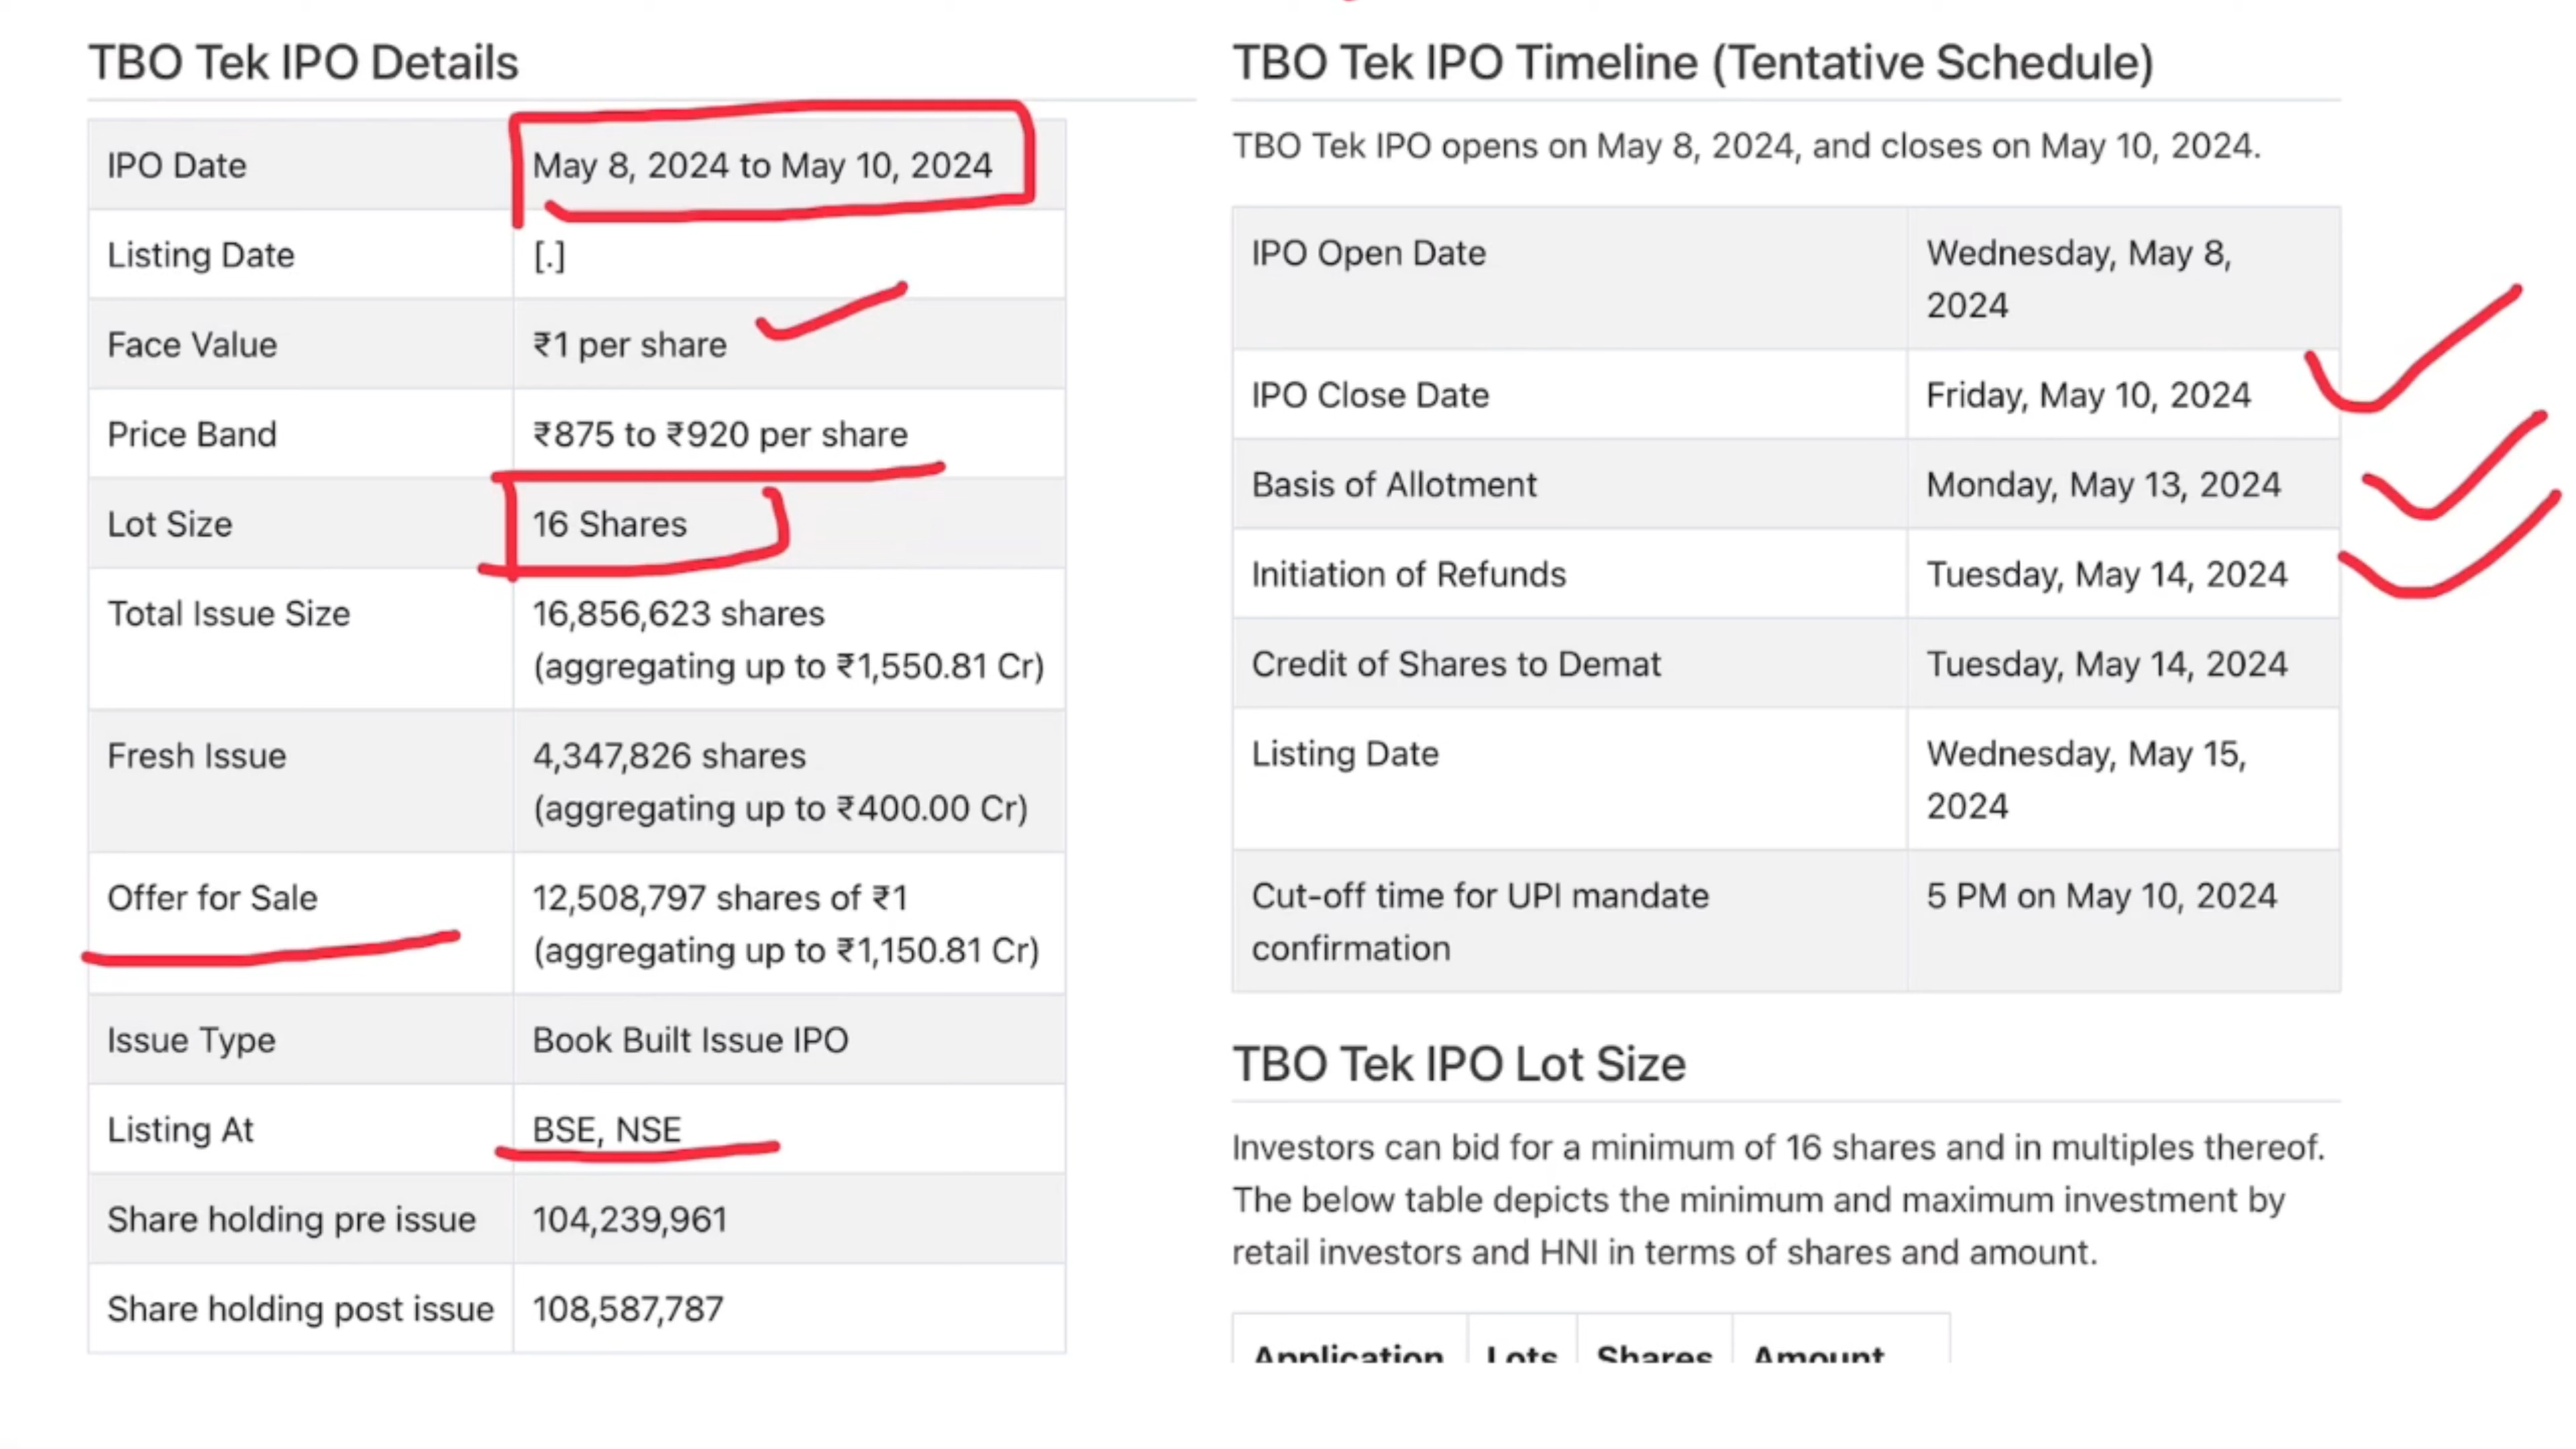 TBO Tek IPO Details
IPO Date May 8, 2024 to May 10, 2024
Listing Date [.]
Face Value ₹1 per share
Price Band ₹875 to ₹920 per share
Lot Size 16 Shares
Total Issue Size 16,856,623 shares
(aggregating up to ₹1,550.81 Cr)
Fresh Issue 4,347,826 shares
(aggregating up to ₹400.00 Cr)
Offer for Sale 12,508,797 shares of ₹1
(aggregating up to ₹1,150.81 Cr)
Issue Type Book Built Issue IPO
Listing At BSE, NSE
Share holding pre issue 104,239,961
Share holding post issue 108,587,787
TBO Tek IPO Timeline (Tentative Schedule)
TBO Tek IPO opens on May 8, 2024, and closes on May 10, 2024.
IPO Open Date Wednesday, May 8,
2024
IPO Close Date Friday, May 10, 2024
Basis of Allotment Monday, May 13, 2024
Initiation of Refunds Tuesday, May 14, 2024
Credit of Shares to Demat Tuesday, May 14, 2024
Listing Date Wednesday, May 15,
2024
Cut-off time for UPI mandate 5 PM on May 10, 2024
confirmation
TBO Tek IPO Lot Size
Investors can bid for a minimum of 16 shares and in multiples thereof.
The below table depicts the minimum and maximum investment by
retail investors and HNI in terms of shares and amount.
Application Lots Shares Amount